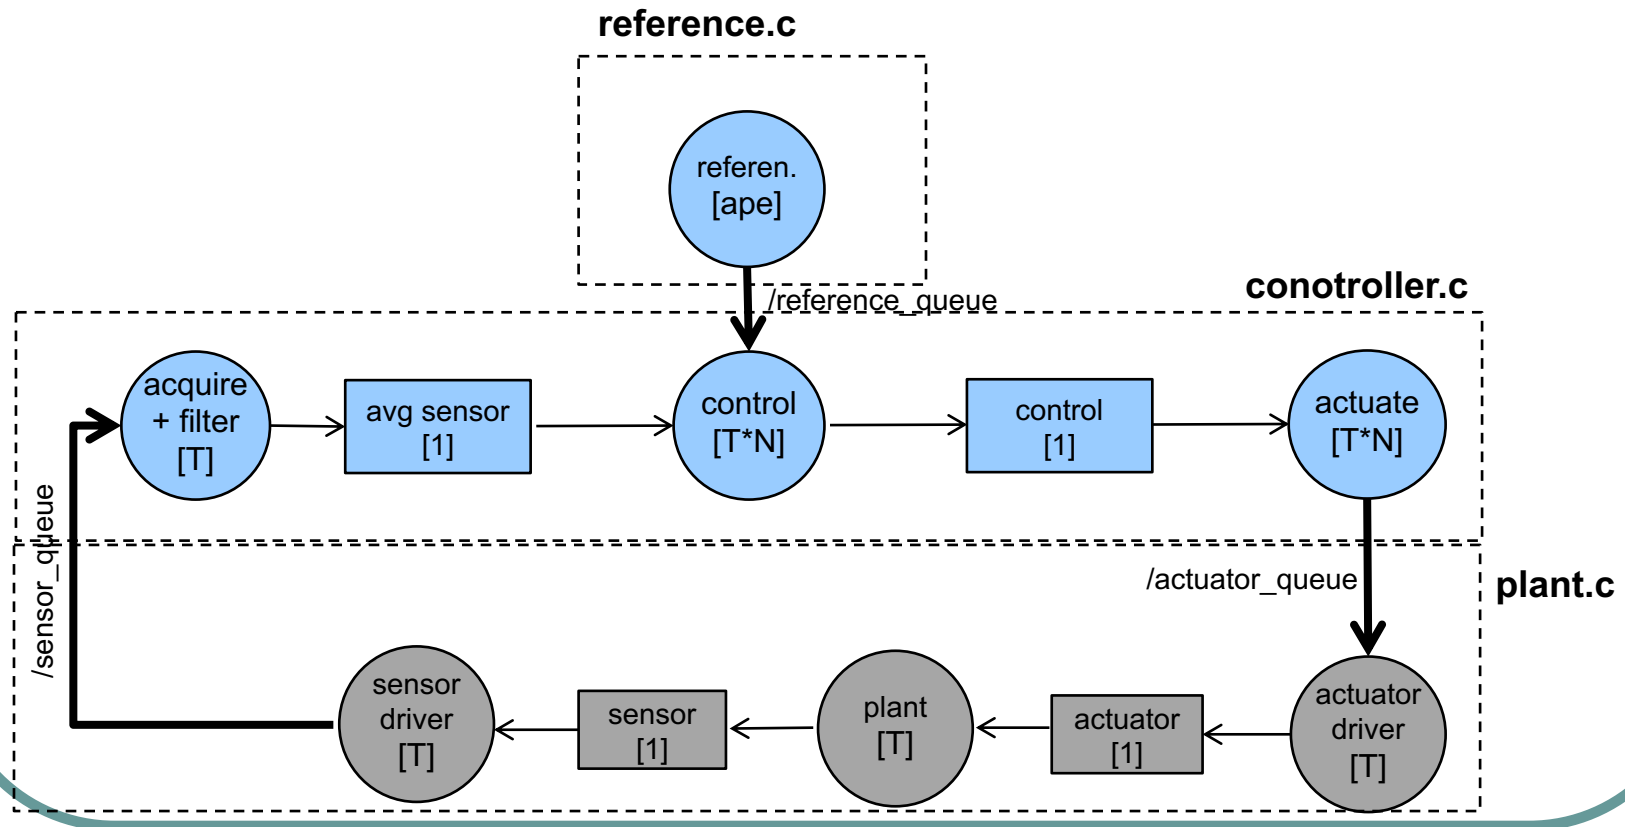 reference.c
referen.
[ape]
/reference_queue
conotroller.c
acquire
+ filter
[T]
avg sensor
[1]
control
[T*N]
control
[1]
actuate
[T*N]
/sensor_queue
/actuator_queue
plant.c
sensor
driver
[T]
sensor
[1]
plant
[T]
actuator
[1]
actuator
driver
[T]